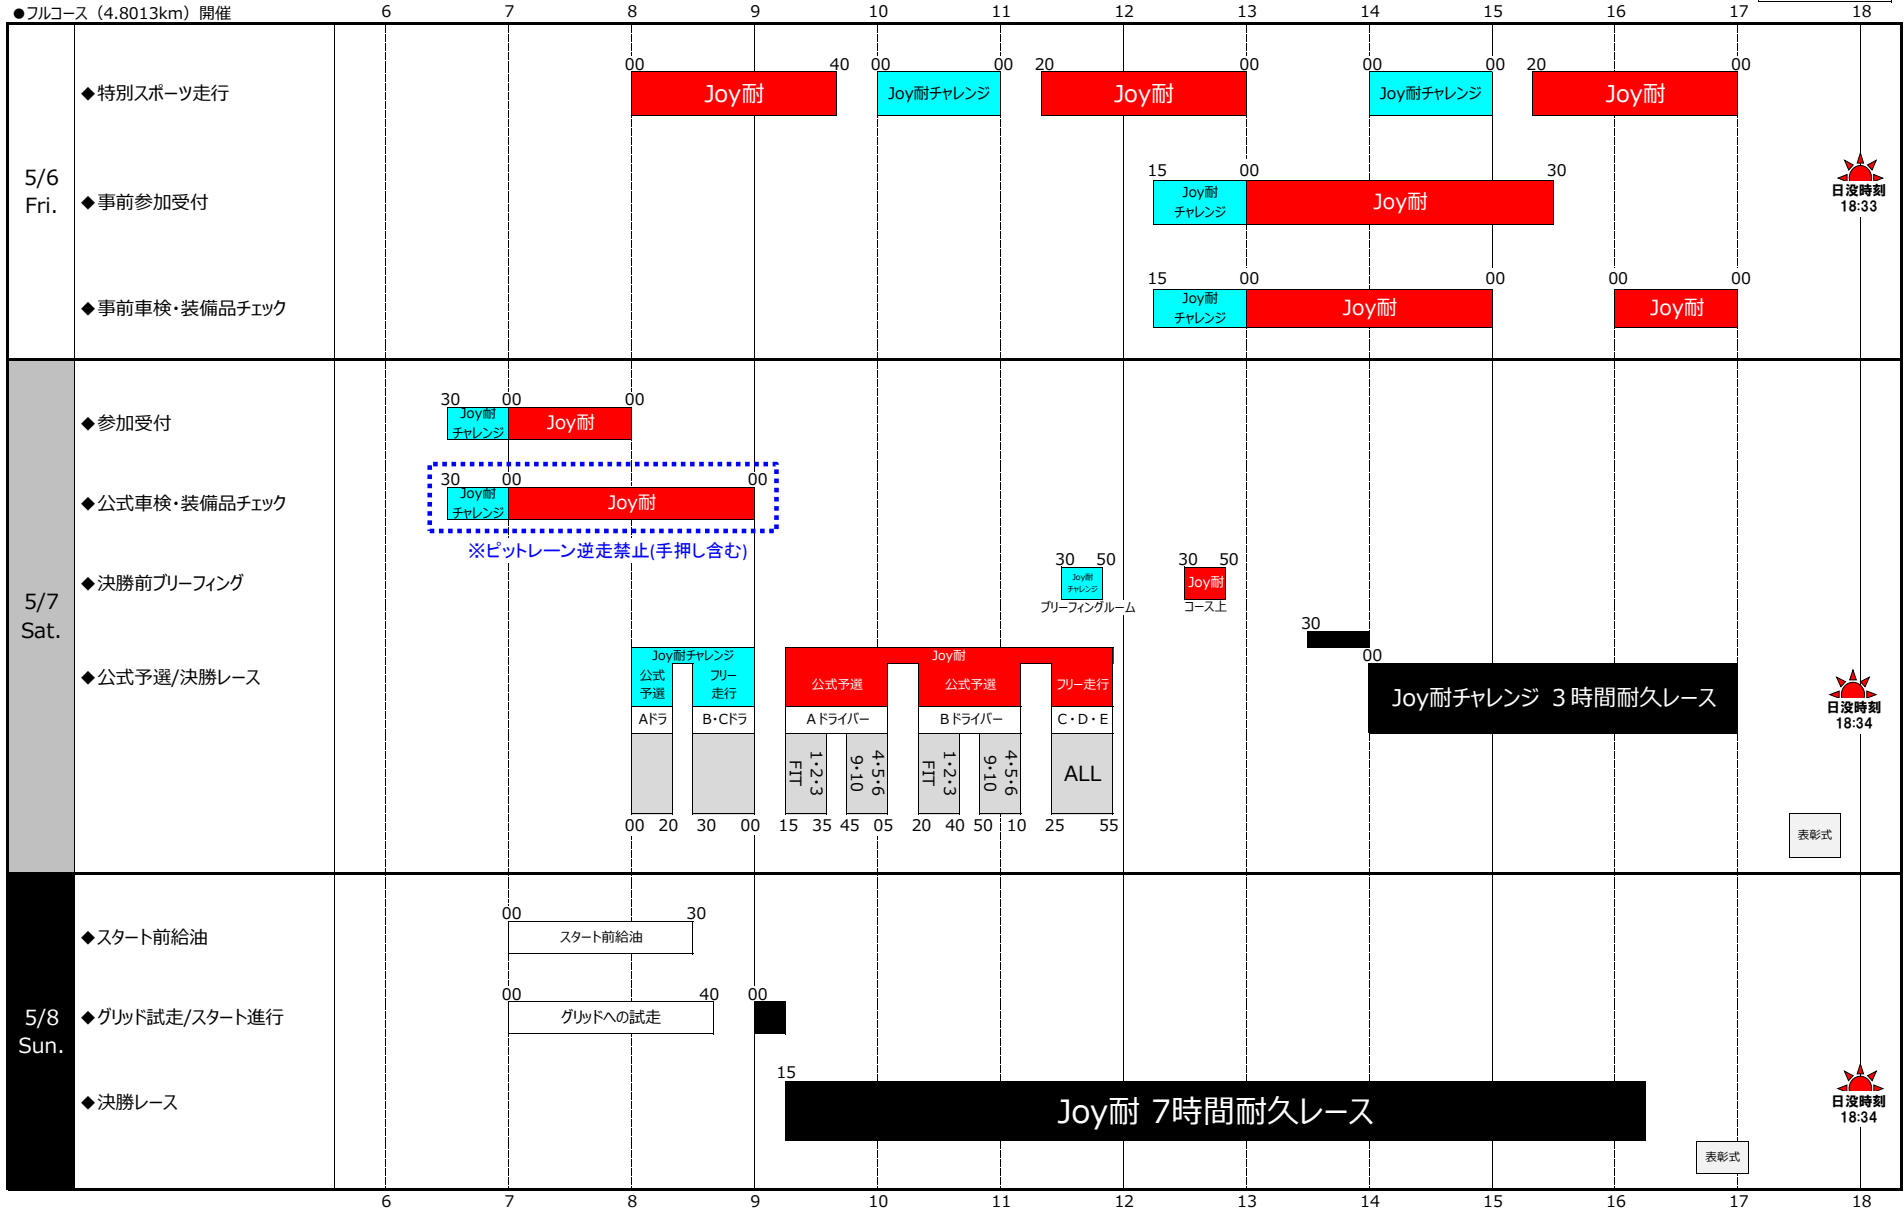 ●フルコース（4.8013km）開催
6 7 8 9 10 11 12 13 14 15 16 17 18
5/6
Fri.
◆特別スポーツ走行
00 40 00 00 20 00 00 00 20 00
Joy耐 Joy耐チャレンジ Joy耐 Joy耐チャレンジ Joy耐
◆事前参加受付
15 00 30
Joy耐
チャレンジ
Joy耐
日没時刻
18:33
◆事前車検・装備品チェック
15 00 00 00 00
Joy耐
チャレンジ
Joy耐 Joy耐
5/7
Sat.
◆参加受付
30 00 00
Joy耐
チャレンジ
Joy耐
◆公式車検・装備品チェック
30 00 00
Joy耐
チャレンジ
Joy耐
※ピットレーン逆走禁止(手押し含む)
◆決勝前ブリーフィング
30 50 30 50
Joy耐
チャレンジ
Joy耐
ブリーフィングルーム コース上
◆公式予選/決勝レース
30
00
Joy耐チャレンジ Joy耐
公式
予選
フリー
走行
公式予選 公式予選 フリー走行
Aドラ B・Cドラ Aドライバー Bドライバー C・D・E
1・2・3
FIT
4・5・6
9・10
1・2・3
FIT
4・5・6
9・10
ALL
00 20 30 00 15 35 45 05 20 40 50 10 25 55
Joy耐チャレンジ 3時間耐久レース
日没時刻
18:34
表彰式
5/8
Sun.
◆スタート前給油
00 30
スタート前給油
◆グリッド試走/スタート進行
00 40 00
グリッドへの試走
◆決勝レース
15
Joy耐 7時間耐久レース
日没時刻
18:34
表彰式
6 7 8 9 10 11 12 13 14 15 16 17 18